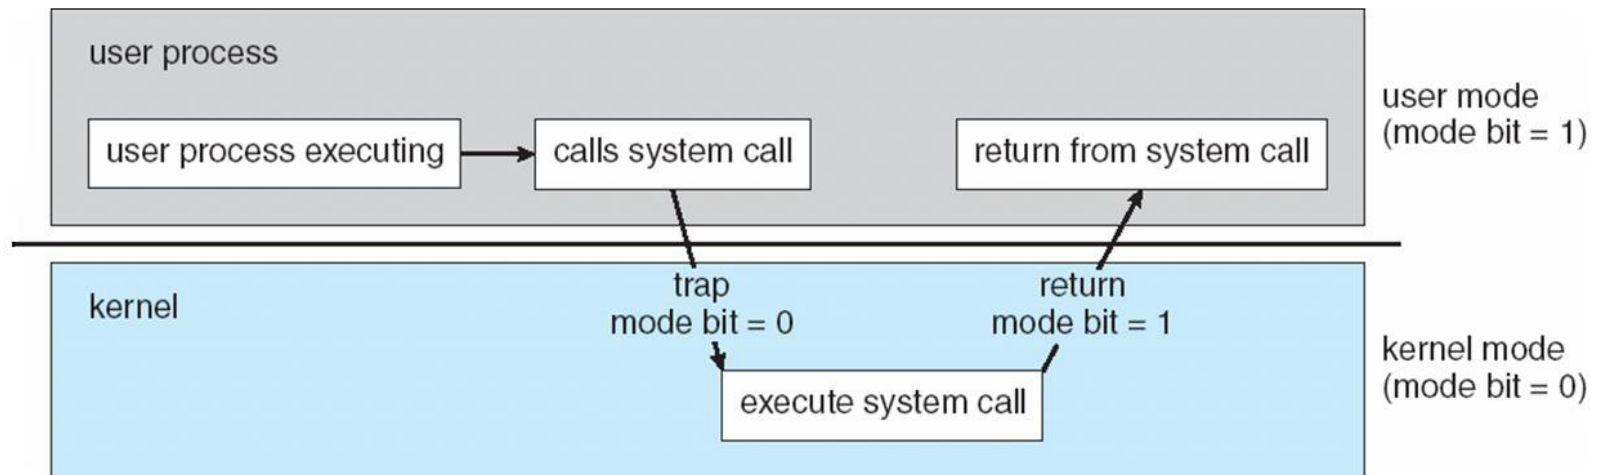 user process
user process executing
calls system call
return from system call
user mode
(mode bit = 1)
kernel
trap
mode bit = 0
return
mode bit = 1
execute system call
kernel mode
(mode bit = 0)